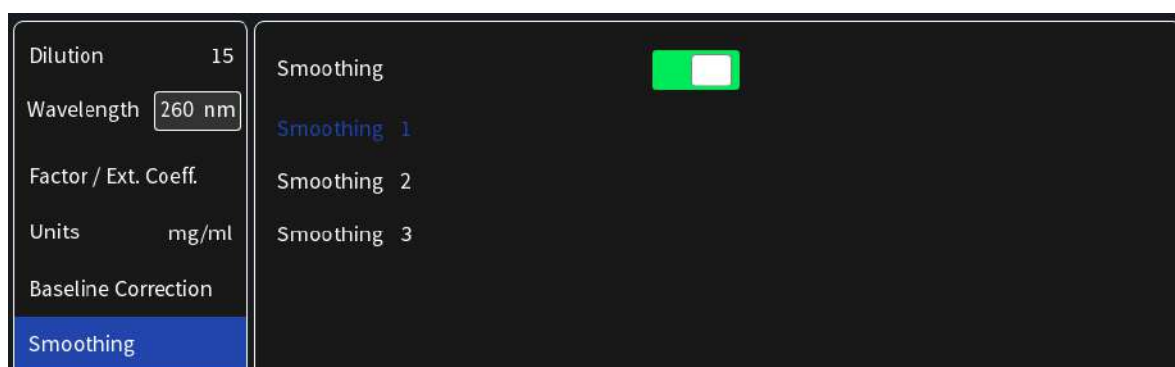 Dilution 15
Wavelength 260 nm
Factor / Ext. Coeff.
Units mg/ml
Baseline Correction
Smoothing
Smoothing
Smoothing 1
Smoothing 2
Smoothing 3